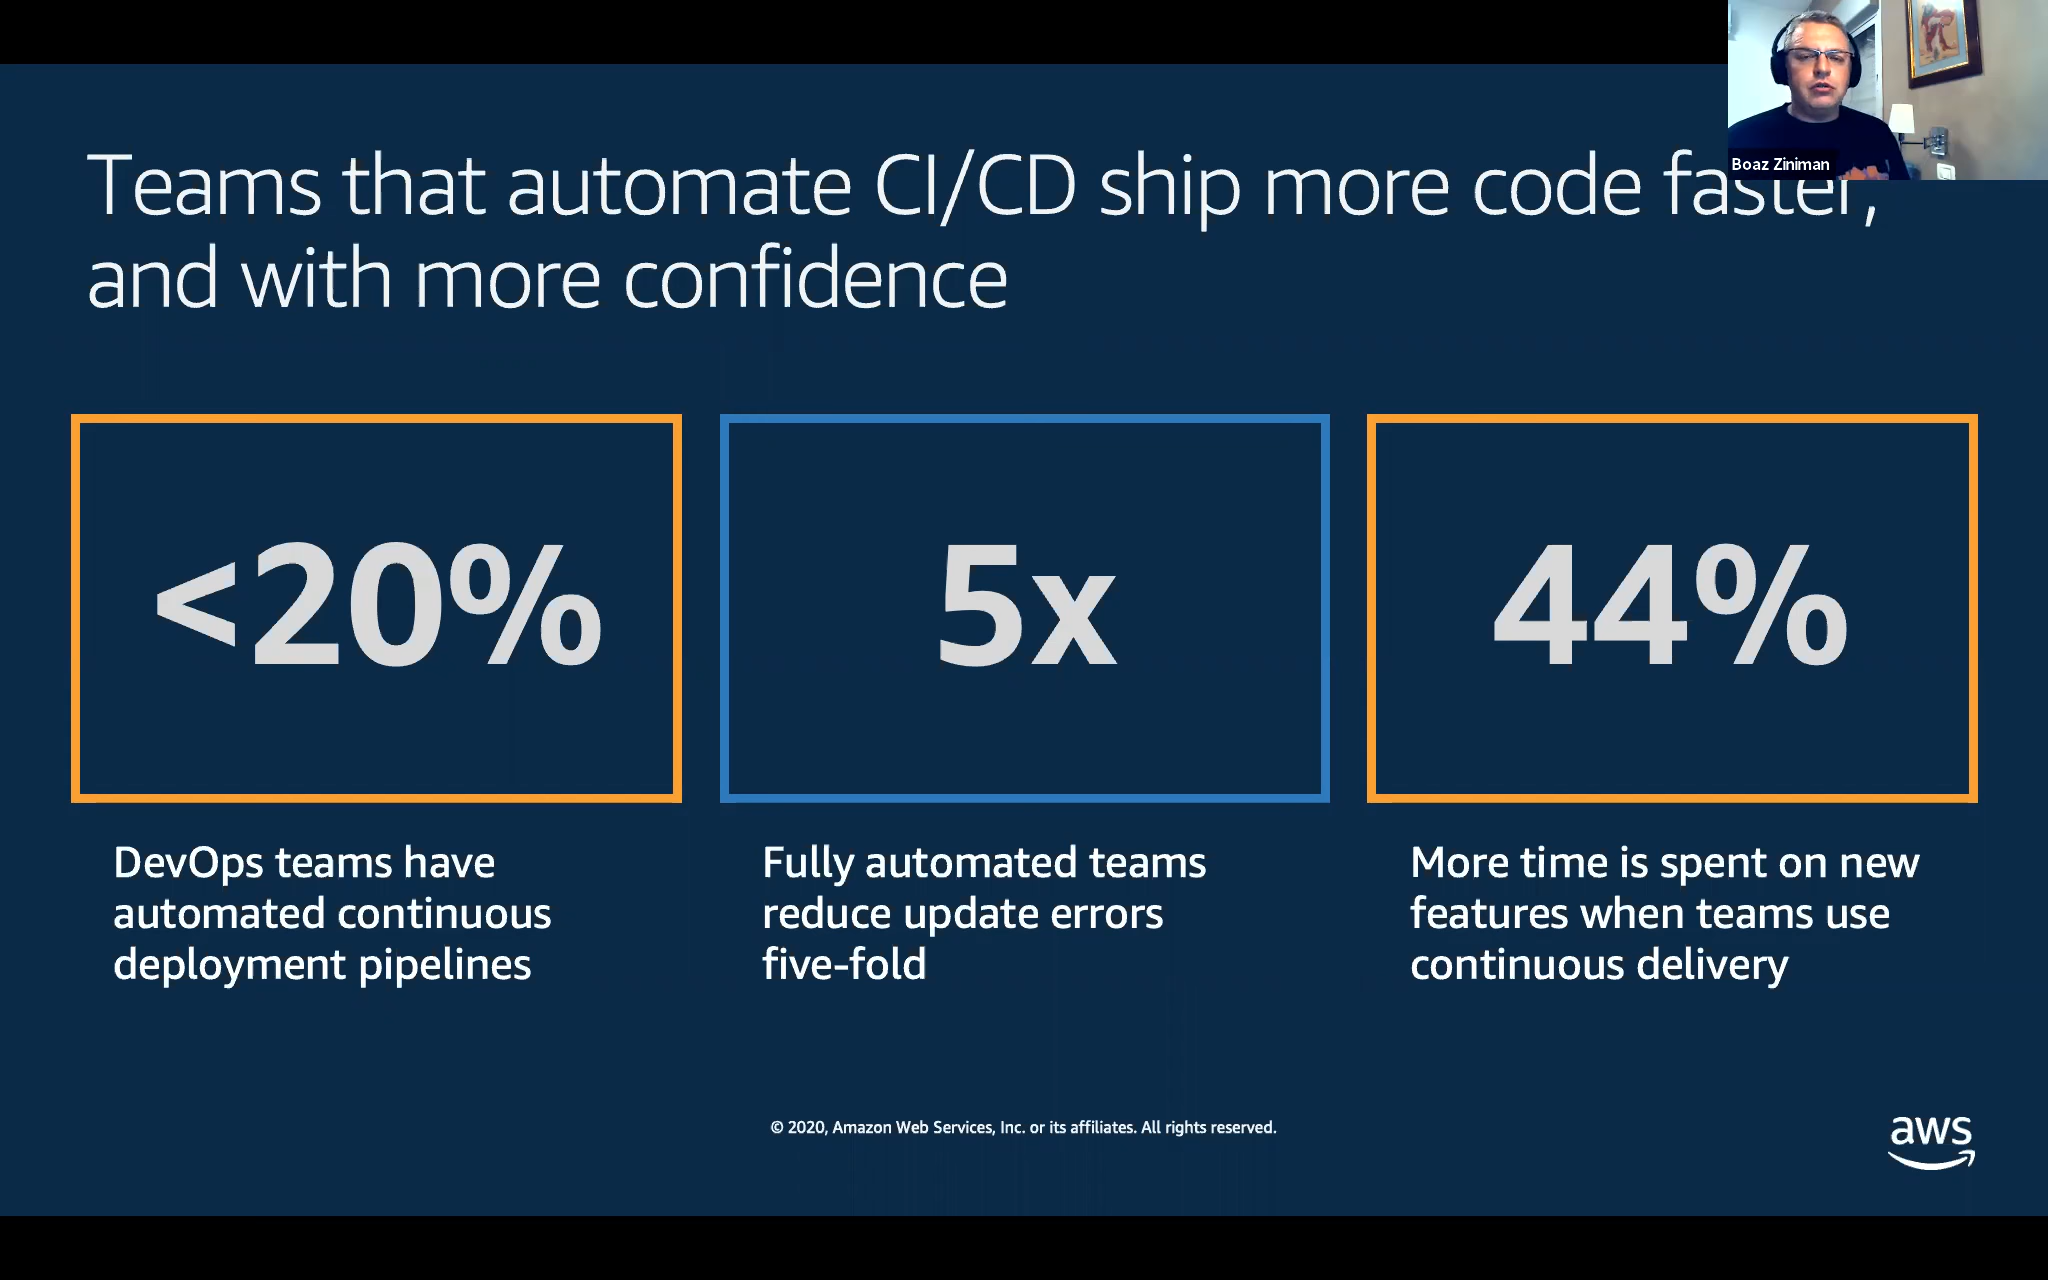 Boaz Ziniman
Teams that automate CI/CD ship more code faster,
and with more confidence
<20%
DevOps teams have
automated continuous
deployment pipelines
5x
Fully automated teams
reduce update errors
five-fold
44%
More time is spent on new
features when teams use
continuous delivery
© 2020, Amazon Web Services, Inc. or its affiliates. All rights reserved.
aws